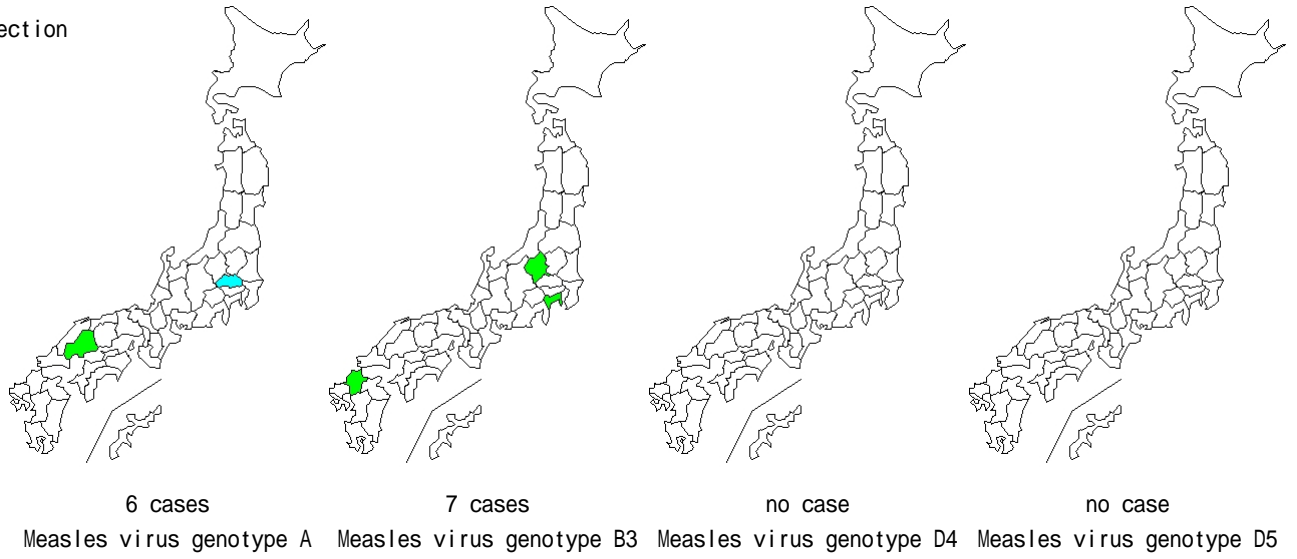 ection
6 cases
7 cases
no case
no case
Measles virus genotype A
Measles virus genotype B3
Measles virus genotype D4
Measles virus genotype D5